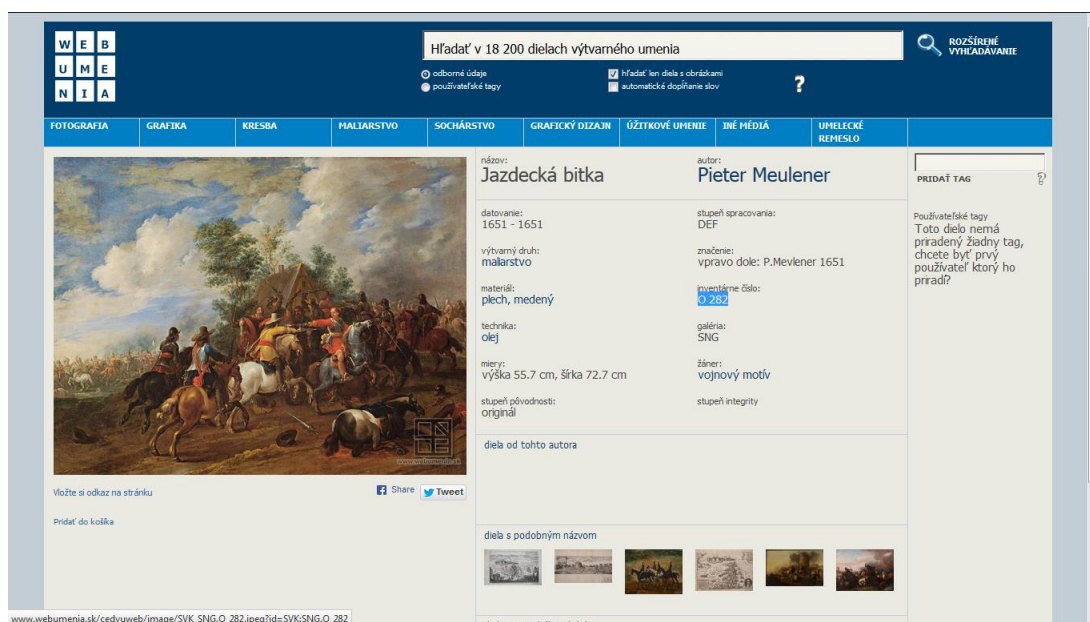 W E B
U M E
N I A
Hľadať v 18 200 dielach výtvarného umenia
odborné údaje
používateľské tagy
hľadať len diela s obrázkami
automatické dopĺňanie slov
?
ROZŠÍRENÉ
VYHĽADÁVANIE
FOTOGRAFIA
GRAFIKA
KRESBA
MALIARSTVO
SOCHÁRSTVO
GRAFICKÝ DIZAJN
ÚŽITKOVÉ UMENIE
INÉ MÉDIÁ
UMELECKÉ
REMESLO
názov:
Jazdecká bitka
autor:
Pieter Meulener
datovanie:
1651 - 1651
stupeň spracovania:
DEF
výtvarný druh:
maliarstvo
značenie:
vpravo dole: P.Mevlener 1651
materiál:
plech, medený
inventárne číslo:
O 282
technika:
olej
galéria:
SNG
miery:
výška 55.7 cm, šírka 72.7 cm
žáner:
vojnový motív
stupeň pôvodnosti:
originál
stupeň integrity
diela od tohto autora
diela s podobným názvom
PRIDAŤ TAG
?
Používateľské tagy
Toto dielo nemá
priradený žiadny tag,
chcete byť prvý
používateľ ktorý ho
priradí?
www.webumenia.sk
Vložte si odkaz na stránku
Share
Tweet
Pridať do košíka
www.webumenia.sk/cedvuweb/image/SVK_SNG.O_282.jpeg?id=SVK:SNG.O_282